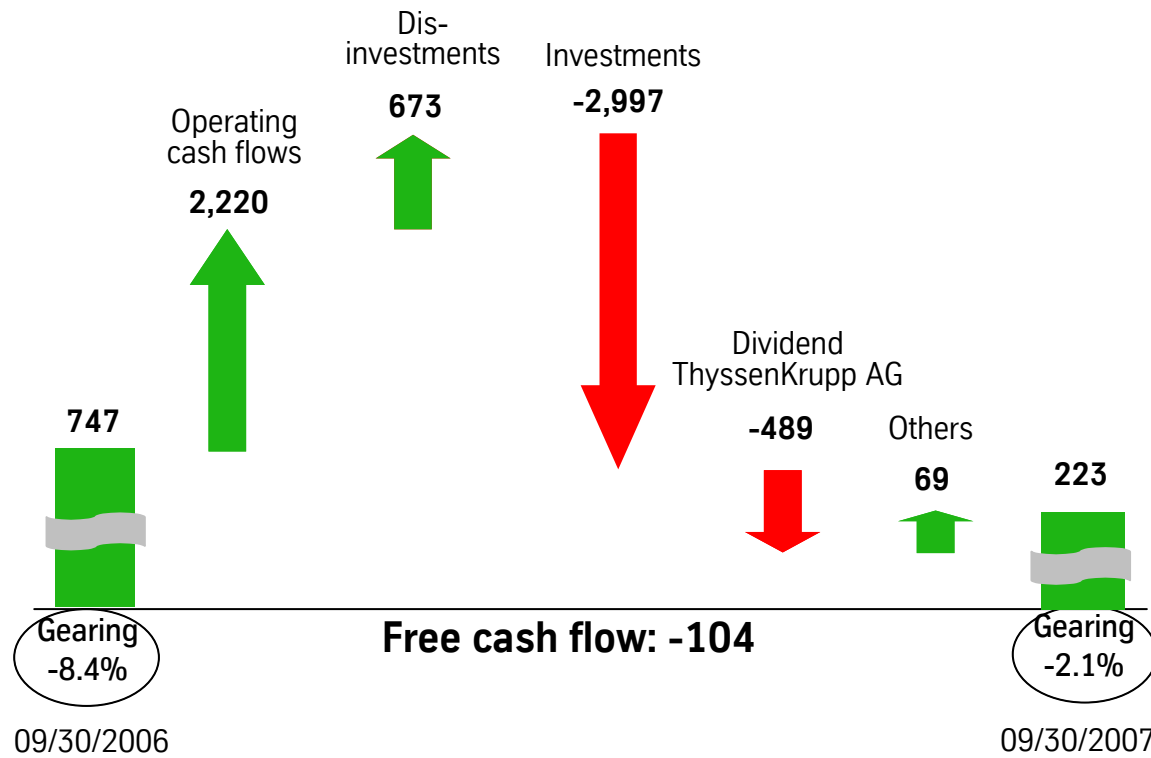 Dis-
investments
673
Investments
-2,997
Operating
cash flows
2,220
Dividend
ThyssenKrupp AG
-489
Others
69
747
223
Gearing
-8.4%
Free cash flow: -104
Gearing
-2.1%
09/30/2006
09/30/2007